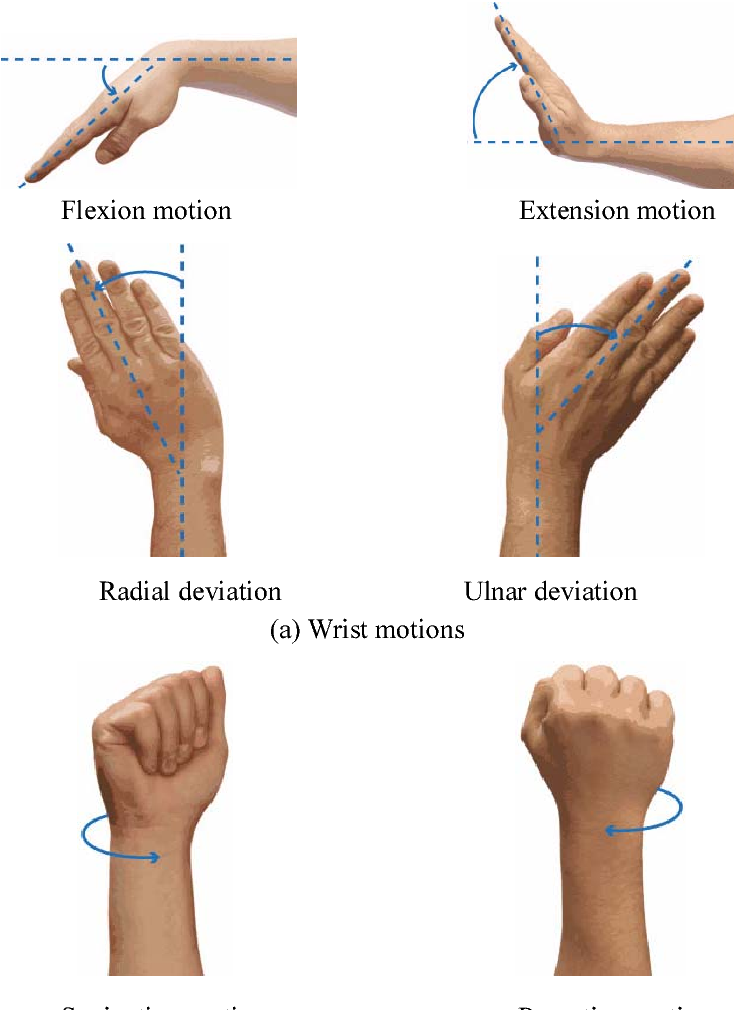 Flexion motion
Extension motion
Radial deviation
Ulnar deviation
(a) Wrist motions